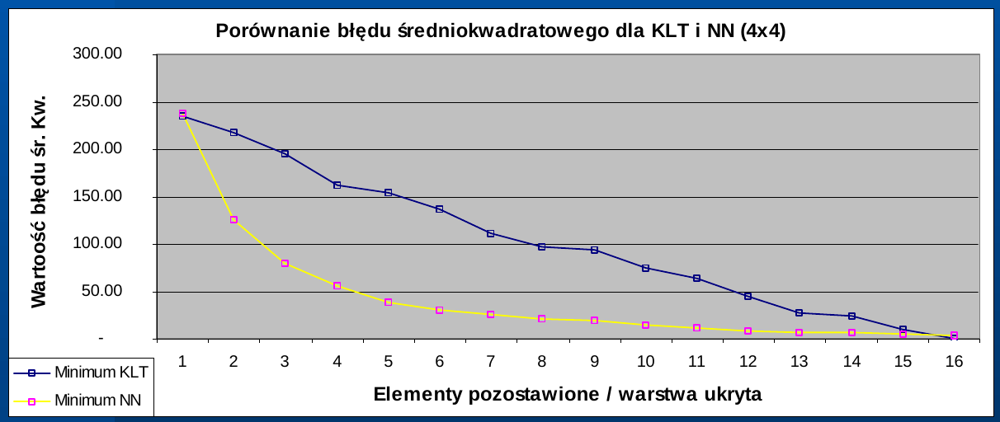 Porównanie błędu średniokwadratowego dla KLT i NN (4x4)
300.00
250.00
200.00
150.00
100.00
50.00
-
Wartoość błędu śr. Kw.
1 2 3 4 5 6 7 8 9 10 11 12 13 14 15 16
Elementy pozostawione / warstwa ukryta
Minimum KLT
Minimum NN